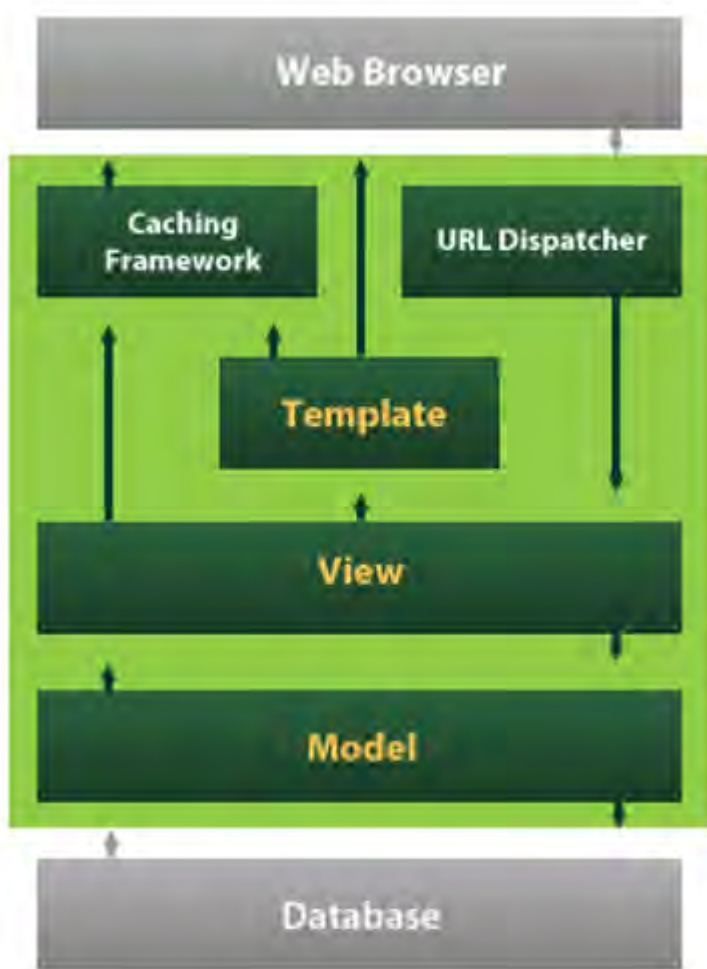 Web Browser
Caching
Framework
URL Dispatcher
Template
View
Model
Database